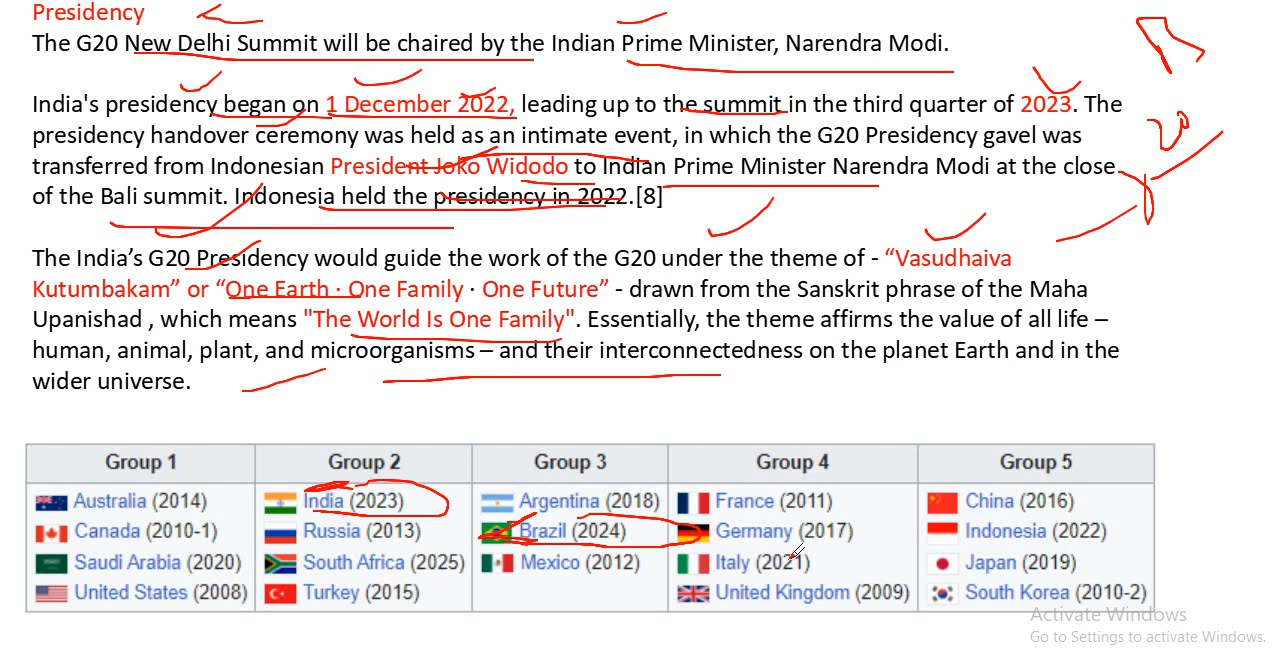 Presidency
The G20 New Delhi Summit will be chaired by the Indian Prime Minister, Narendra Modi.
India's presidency began on 1 December 2022, leading up to the summit in the third quarter of 2023. The
presidency handover ceremony was held as an intimate event, in which the G20 Presidency gavel was
transferred from Indonesian President Joko Widodo to Indian Prime Minister Narendra Modi at the close
of the Bali summit. Indonesia held the presidency in 2022.[8]
The India’s G20 Presidency would guide the work of the G20 under the theme of - “Vasudhaiva
Kutumbakam” or “One Earth · One Family · One Future” - drawn from the Sanskrit phrase of the Maha
Upanishad , which means "The World Is One Family". Essentially, the theme affirms the value of all life –
human, animal, plant, and microorganisms – and their interconnectedness on the planet Earth and in the
wider universe.
Group 1 Group 2 Group 3 Group 4 Group 5
Australia (2014) India (2023) Argentina (2018) France (2011) China (2016)
Canada (2010-1) Russia (2013) Brazil (2024) Germany (2017) Indonesia (2022)
Saudi Arabia (2020) South Africa (2025) Mexico (2012) Italy (2021) Japan (2019)
United States (2008) Turkey (2015) United Kingdom (2009) South Korea (2010-2)
Activate Windows
Go to Settings to activate Windows.